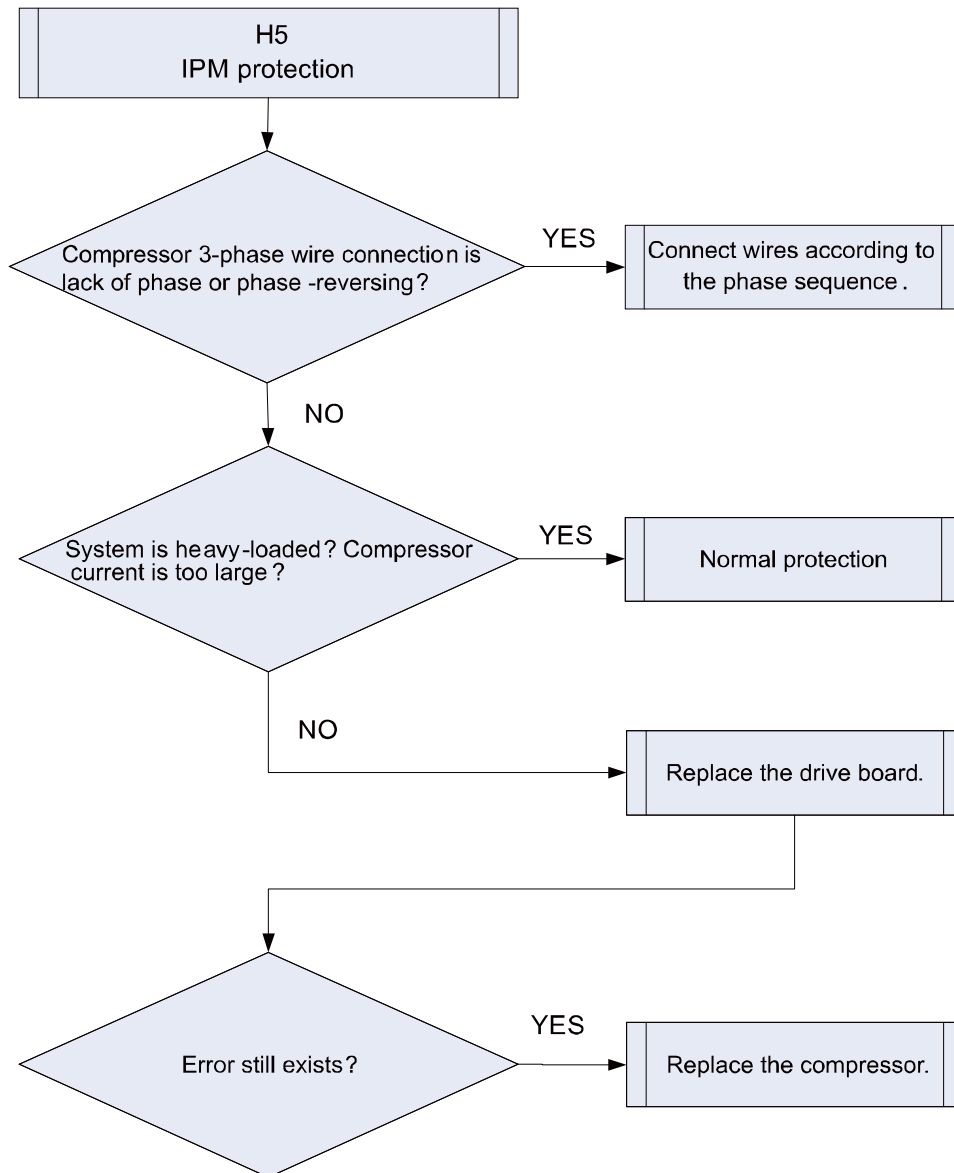 H5
IPM protection
Compressor 3-phase wire connection is
lack of phase or phase -reversing?
YES
Connect wires according to
the phase sequence.
NO
System is heavy-loaded? Compressor
current is too large?
YES
Normal protection
NO
Replace the drive board.
Error still exists?
YES
Replace the compressor.